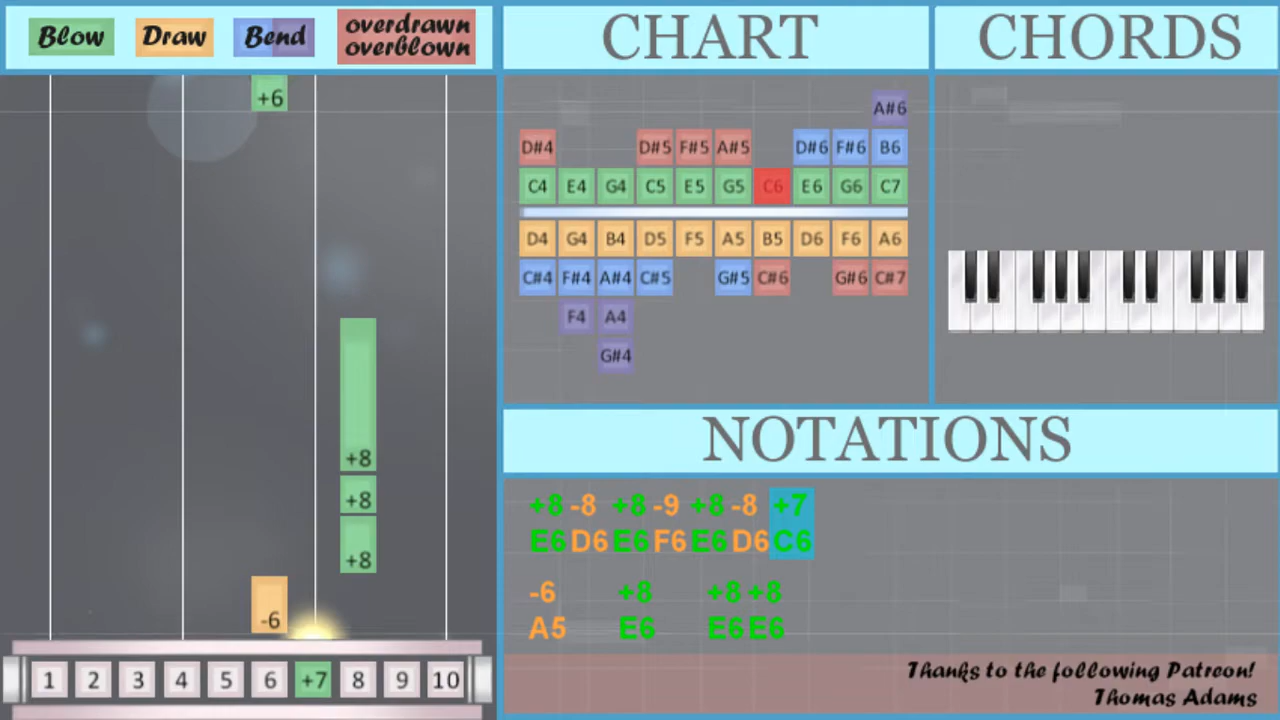 Blow Draw Bend overdrawn
overblown
CHART
CHORDS
+6
A#6
D#4 D#5 F#5 A#5 D#6 F#6 B6
C4 E4 G4 C5 E5 G5 C6 E6 G6 C7
D4 G4 B4 D5 F5 A5 B5 D6 F6 A6
C#4 F#4 A#4 C#5 G#5 C#6 G#6 C#7
F4 A4
G#4
+8
+8
+8
-6
1 2 3 4 5 6 +7 8 9 10
NOTATIONS
+8 -8 +8 -9 +8 -8 +7
E6 D6 E6 F6 E6 D6 C6
-6 +8 +8 +8
A5 E6 E6 E6
Thanks to the following Patreon!
Thomas Adams